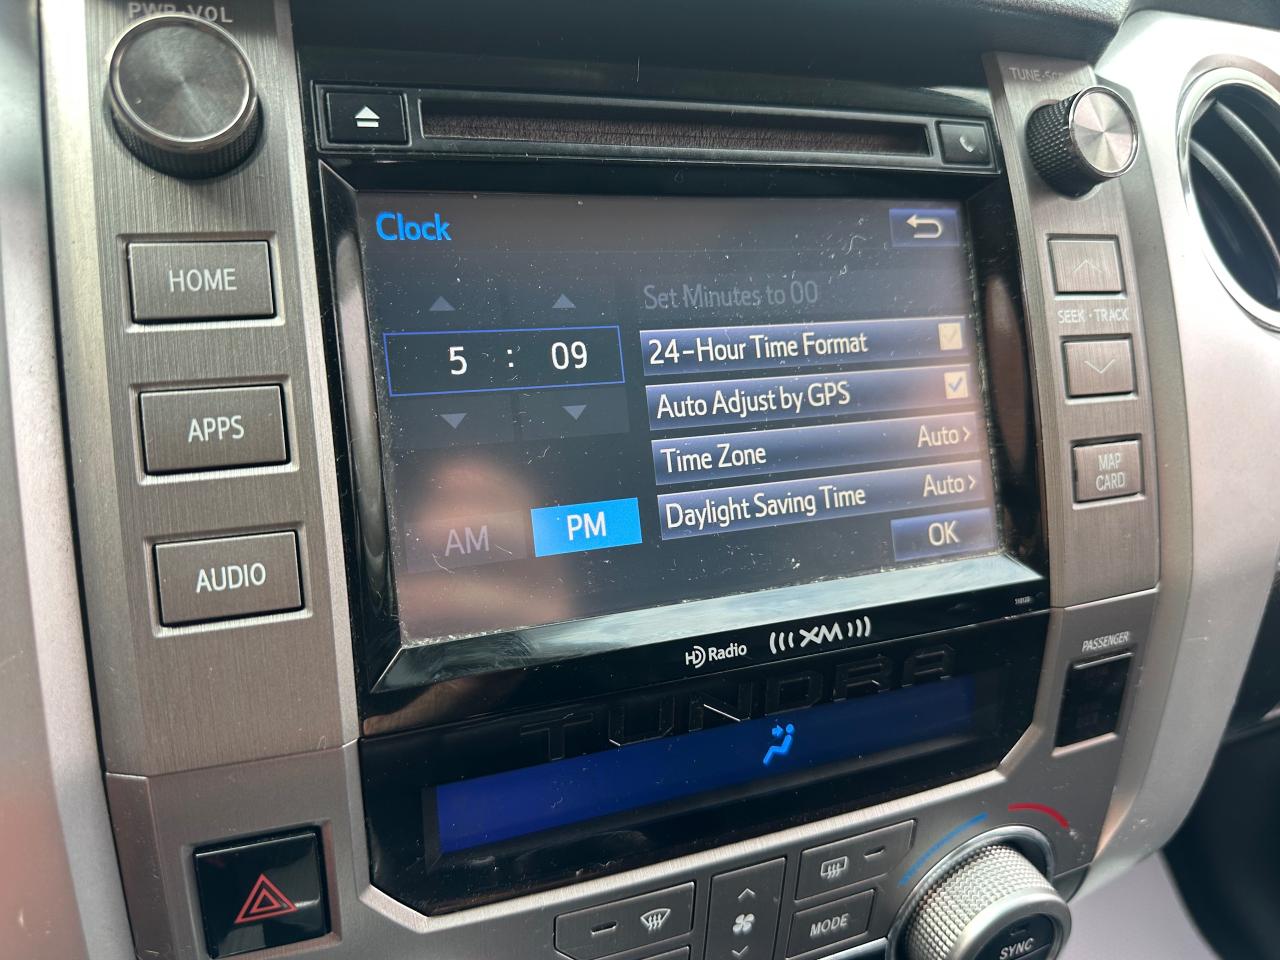 PWR·VOL
TUNE·SC
Clock
HOME
Set Minutes to 00
SEEK·TRACK
5 : 09
24-Hour Time Format
APPS
Auto Adjust by GPS
Time Zone Auto >
MAP
CARD
AM PM
Daylight Saving Time Auto >
AUDIO
OK
HD Radio
((( XM )))
PASSENGER
TUNDRA
MODE
SYNC